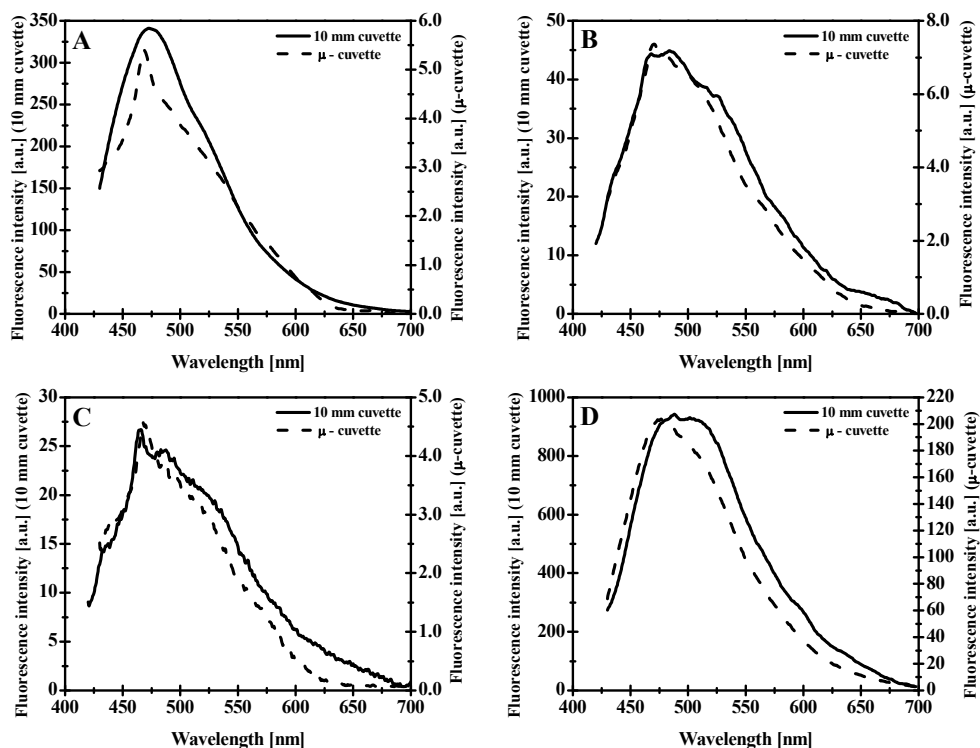 A
10 mm cuvette
μ - cuvette
Fluorescence intensity [a.u.] (10 mm cuvette)
350
300
250
200
150
100
50
0
6.0
5.0
4.0
3.0
2.0
1.0
0.0
Fluorescence intensity [a.u.] (μ-cuvette)
400 450 500 550 600 650 700
Wavelength [nm]
B
10 mm cuvette
μ - cuvette
Fluorescence intensity [a.u.] (10 mm cuvette)
50
40
30
20
10
0
8.0
6.0
4.0
2.0
0.0
Fluorescence intensity [a.u.] (μ-cuvette)
400 450 500 550 600 650 700
Wavelength [nm]
C
10 mm cuvette
μ - cuvette
Fluorescence intensity [a.u.] (10 mm cuvette)
30
25
20
15
10
5
0
5.0
4.0
3.0
2.0
1.0
0.0
Fluorescence intensity [a.u.] (μ-cuvette)
400 450 500 550 600 650 700
Wavelength [nm]
D
10 mm cuvette
μ - cuvette
Fluorescence intensity [a.u.] (10 mm cuvette)
1000
800
600
400
200
0
220
200
180
160
140
120
100
80
60
40
20
0
Fluorescence intensity [a.u.] (μ-cuvette)
400 450 500 550 600 650 700
Wavelength [nm]